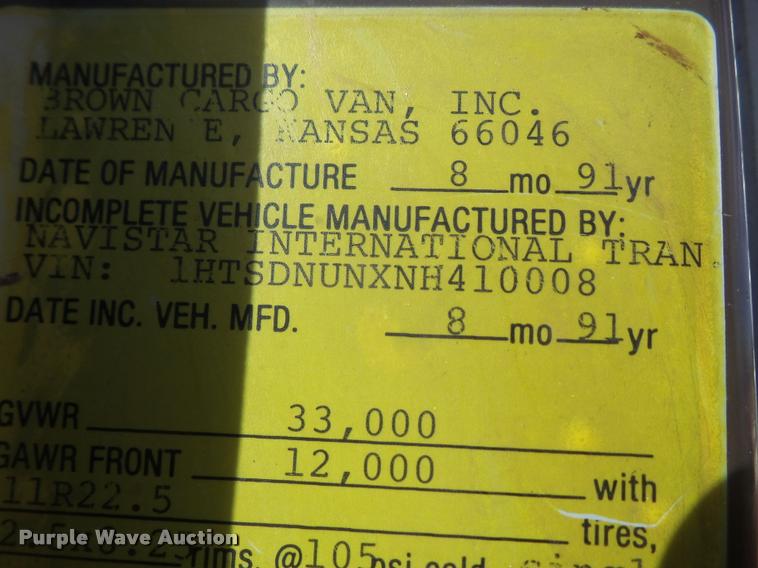 MANUFACTURED BY:
BROWN CARGO VAN, INC.
LAWREN E, KANSAS 66046
DATE OF MANUFACTURE 8 mo 91 yr
INCOMPLETE VEHICLE MANUFACTURED BY:
NAVISTAR INTERNATIONAL TRAN.
VIN: 1HTSDNUNXNH410008
DATE INC. VEH. MFD. 8 mo 91 yr
GVWR 33,000
GAWR FRONT 12,000 with
11R22.5 tires,
rims, @105 psi cold
Purple Wave Auction